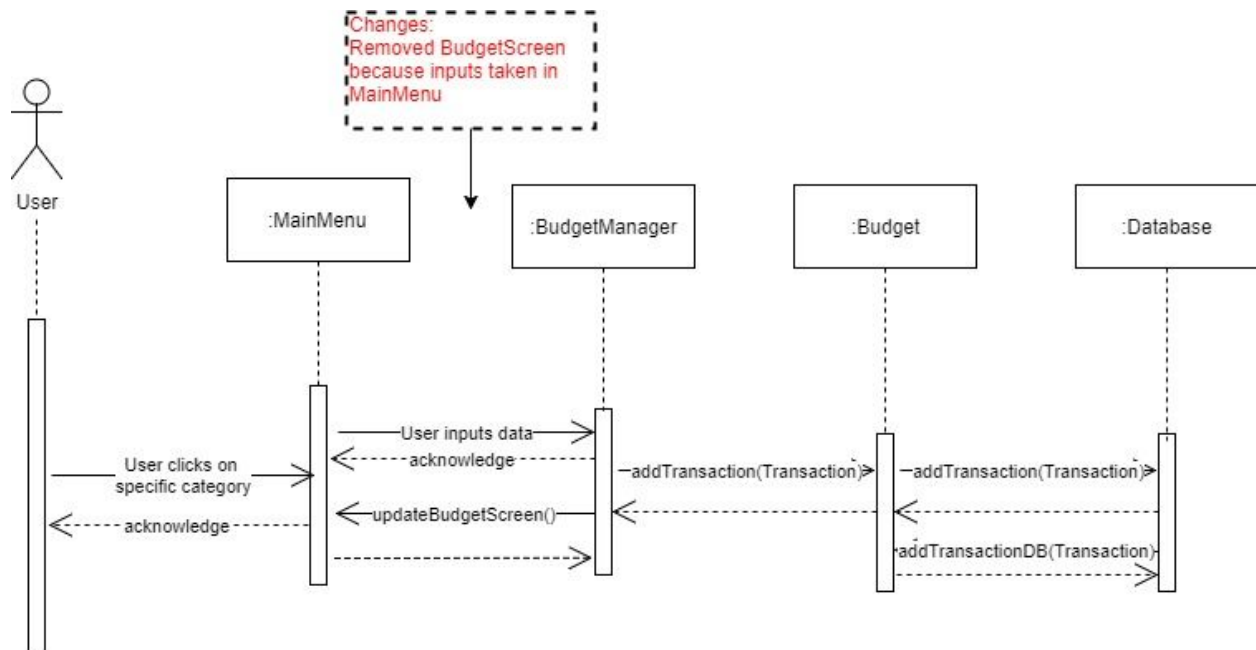 Changes:
Removed BudgetScreen
because inputs taken in
MainMenu
User
:MainMenu
:BudgetManager
:Budget
:Database
User inputs data
acknowledge
User clicks on
specific category
addTransaction(Transaction)
addTransaction(Transaction)
updateBudgetScreen()
acknowledge
addTransactionDB(Transaction)